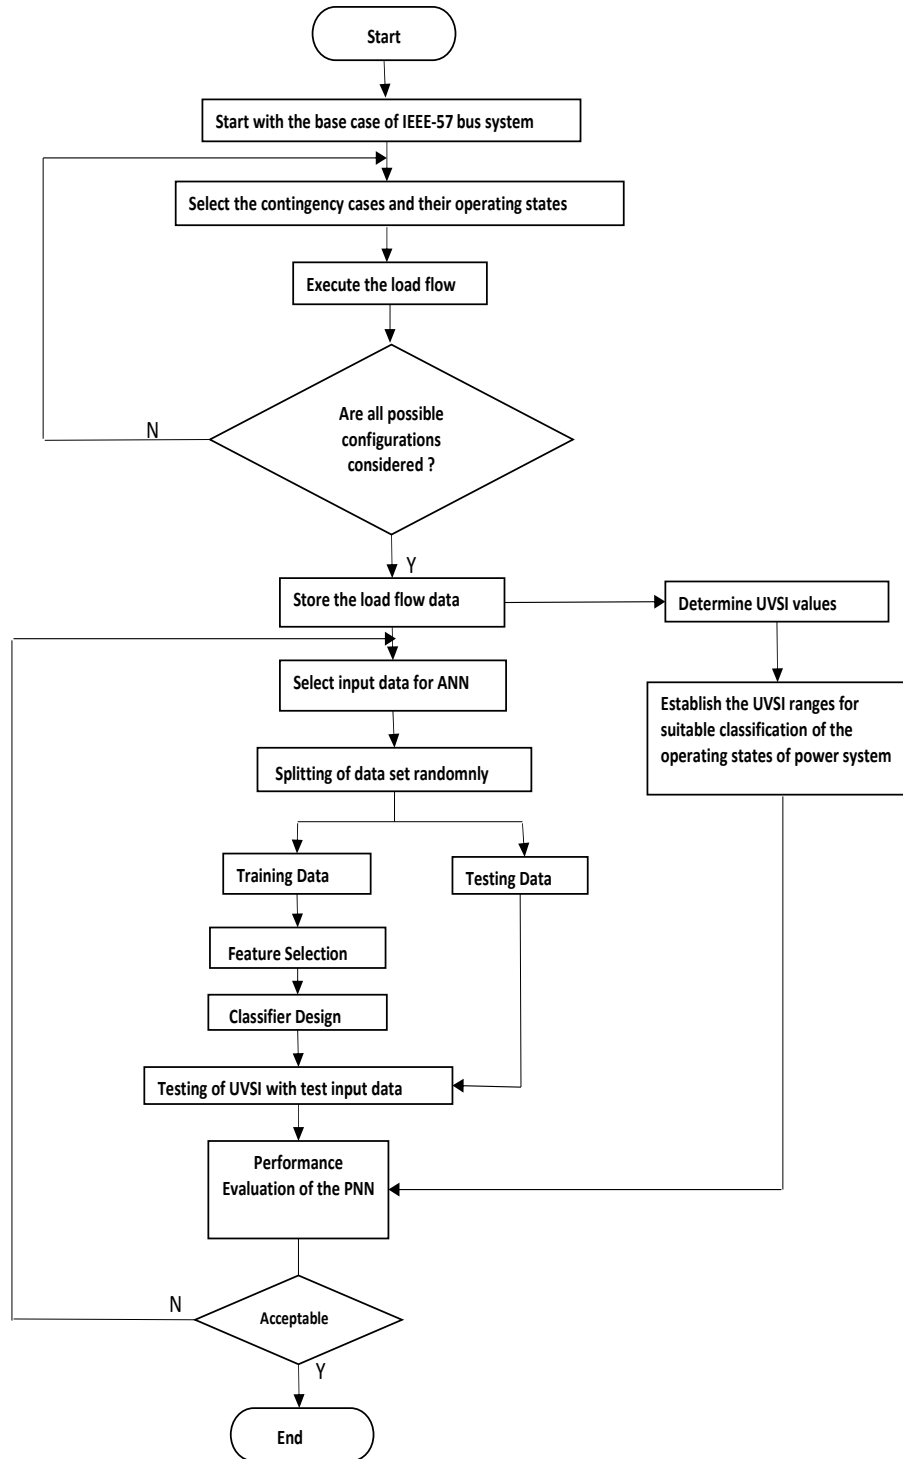 Start
Start with the base case of IEEE-57 bus system
Select the contingency cases and their operating states
Execute the load flow
Are all possible
configurations
considered ?
N
Y
Store the load flow data
Determine UVSI values
Select input data for ANN
Establish the UVSI ranges for
suitable classification of the
operating states of power system
Splitting of data set randomnly
Training Data
Testing Data
Feature Selection
Classifier Design
Testing of UVSI with test input data
Performance
Evaluation of the PNN
N
Acceptable
Y
End